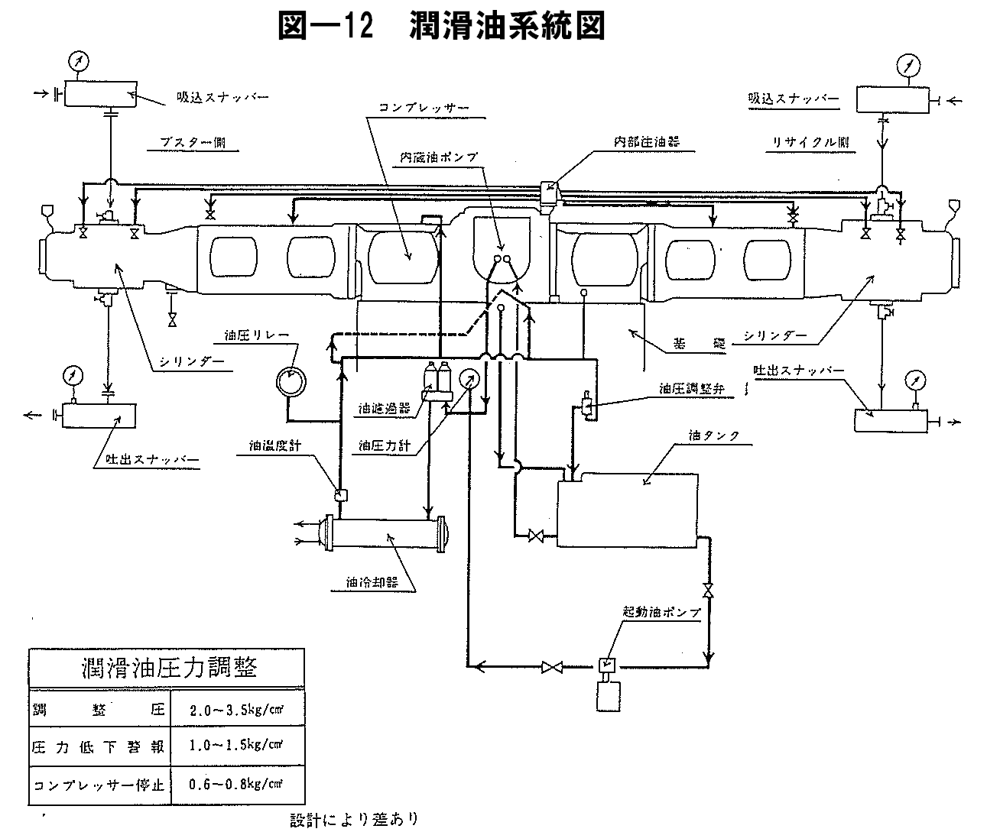 図－12　潤滑油系統図
吸込スナッバー
コンプレッサー
吸込スナッバー
ブスター側
内蔵油ポンプ
内部注油器
リサイクル側
油圧リレー
シリンダー
基　礎
シリンダー
吐出スナッバー
油濾過器
油圧調整弁
油温度計
油圧力計
油タンク
吐出スナッバー
油冷却器
起動油ポンプ
潤滑油圧力調整
調　整　圧　2.0～3.5kg/c㎡
圧力低下警報　1.0～1.5kg/c㎡
コンプレッサー停止　0.6～0.8kg/c㎡
設計により差あり